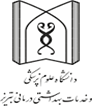 دانشگاه علوم پزشکی
و خدمات بهداشتی و درمانی تبریز